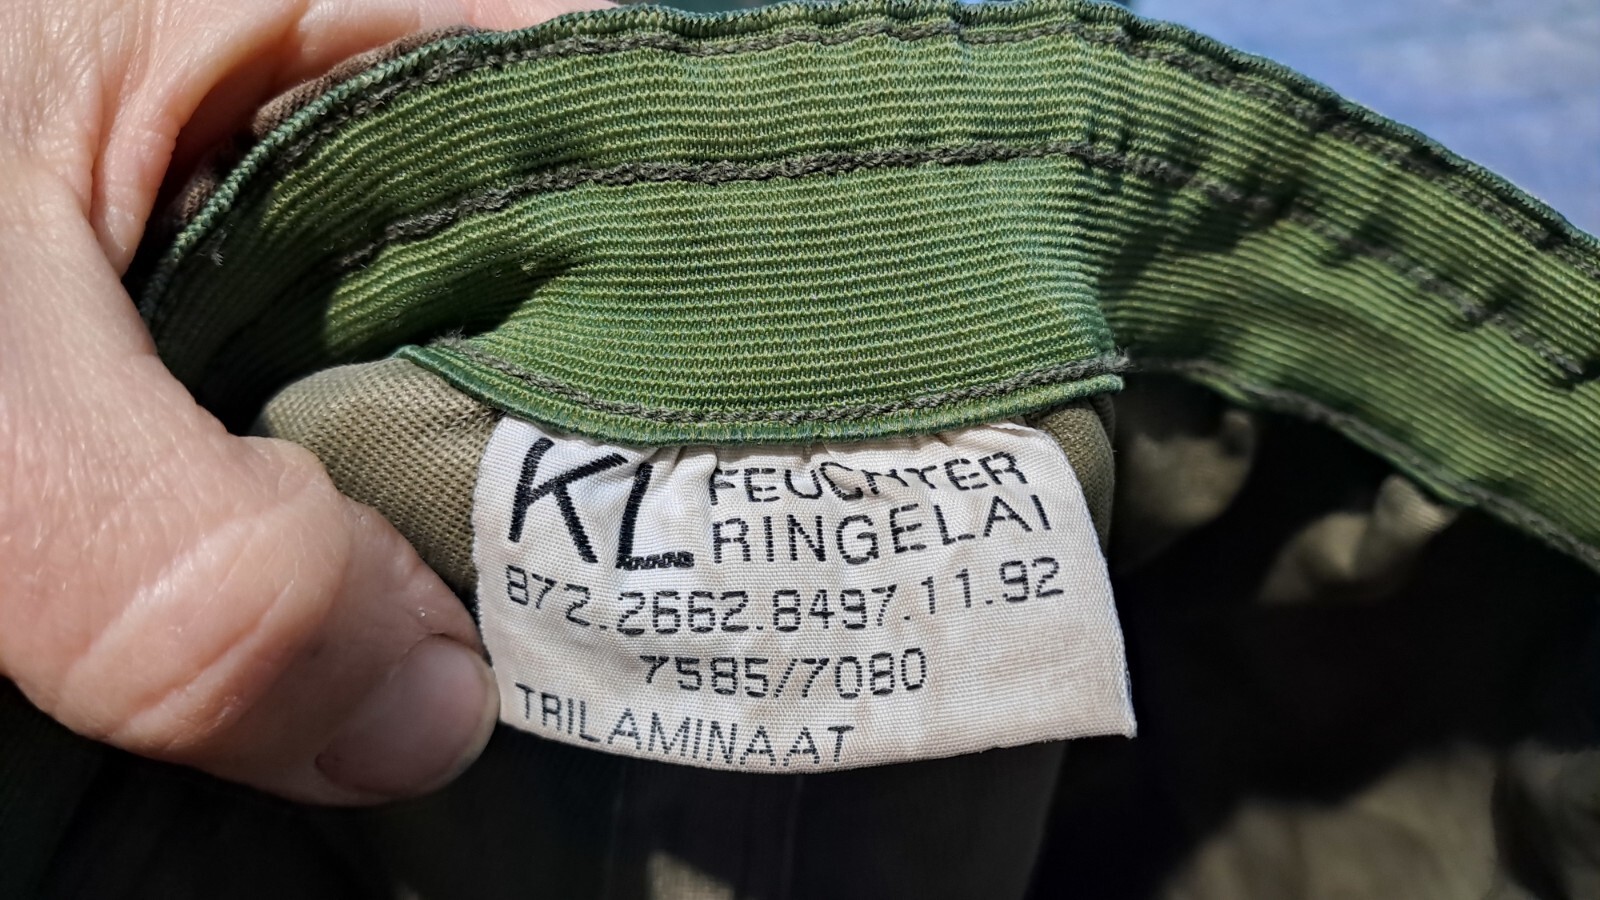 KL FEUCHTER
RINGELAI
872.2662.8497.11.92
7585/7080
TRILAMINAAT